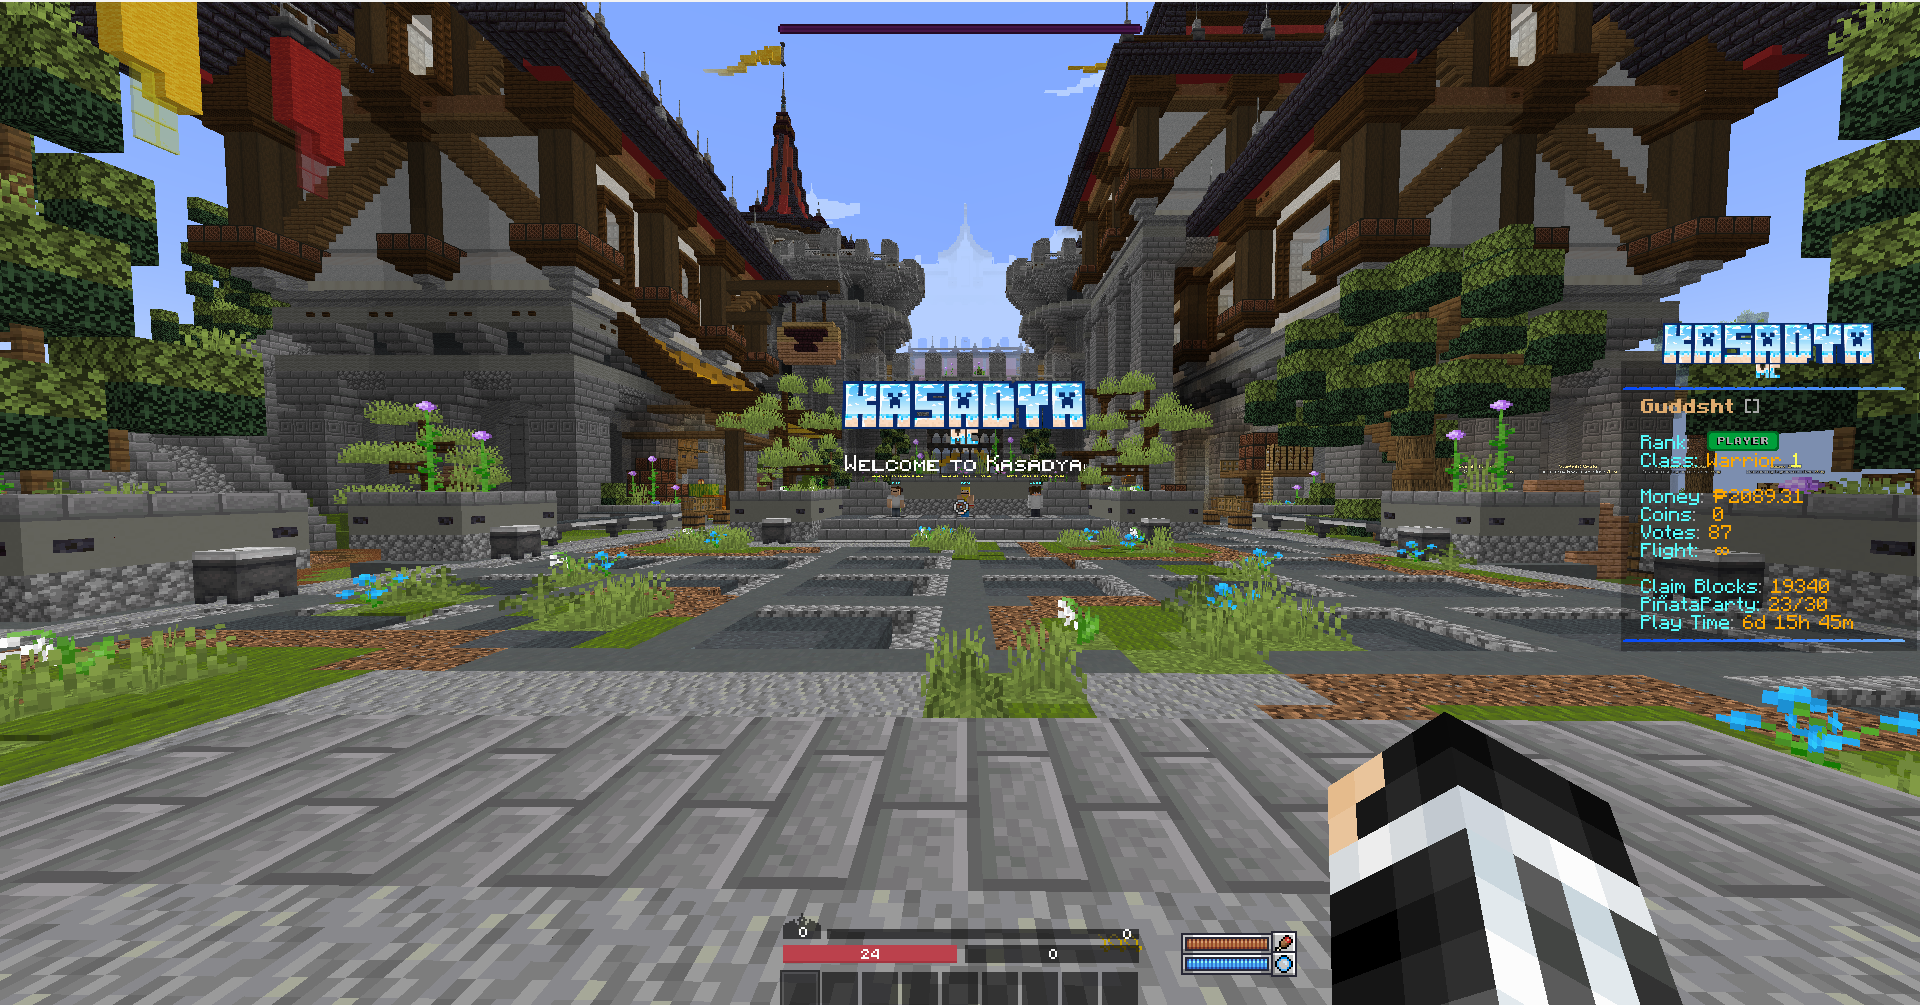 KASADYA
MC
WELCOME TO KASADYA
KASADYA
MC
Guddsht []
Rank: PLAYER
Class: Warrior 1
Money: ₱2089.31
Coins: 0
Votes: 87
Flight: ∞
Claim Blocks: 19340
PiñataParty: 23/30
Play Time: 6d 15h 45m
0
0
24
0